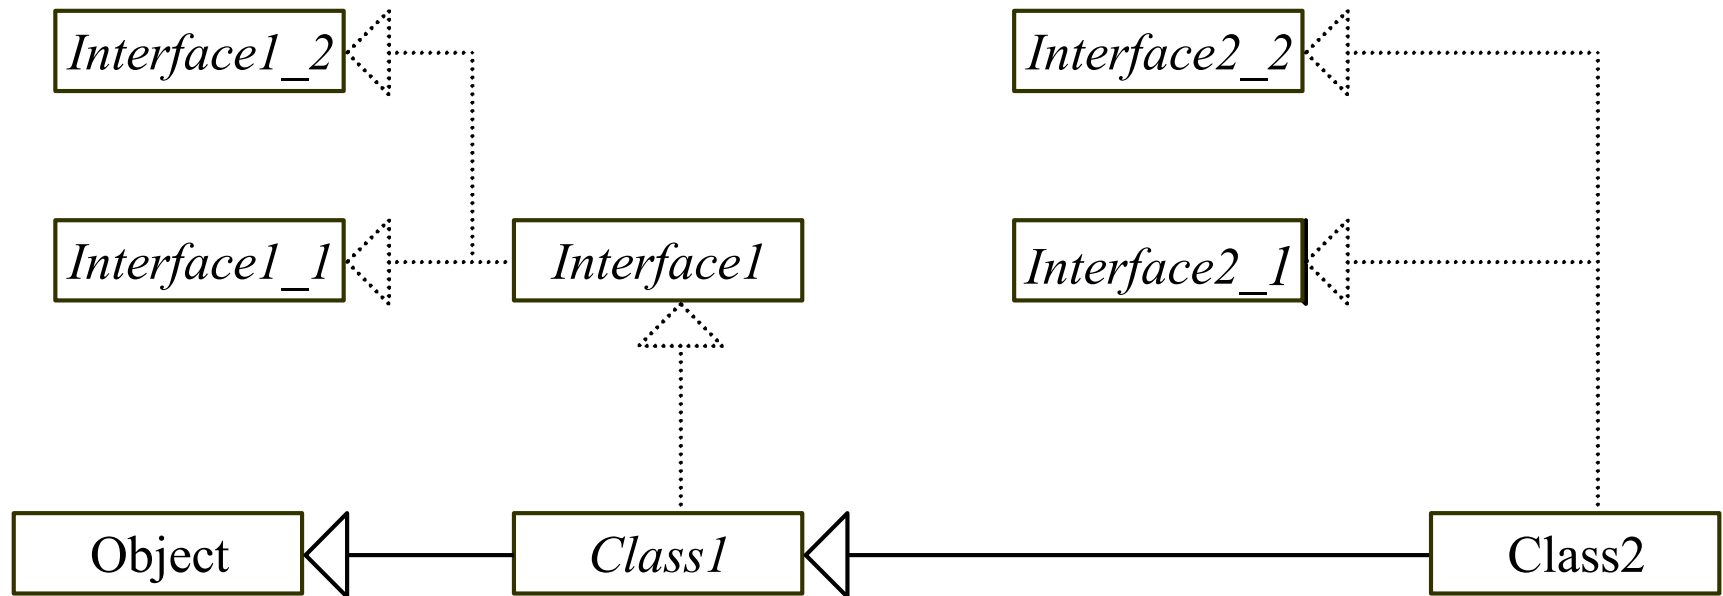 Interface1_2
Interface2_2
Interface1_1
Interface1
Interface2_1
Object
Class1
Class2